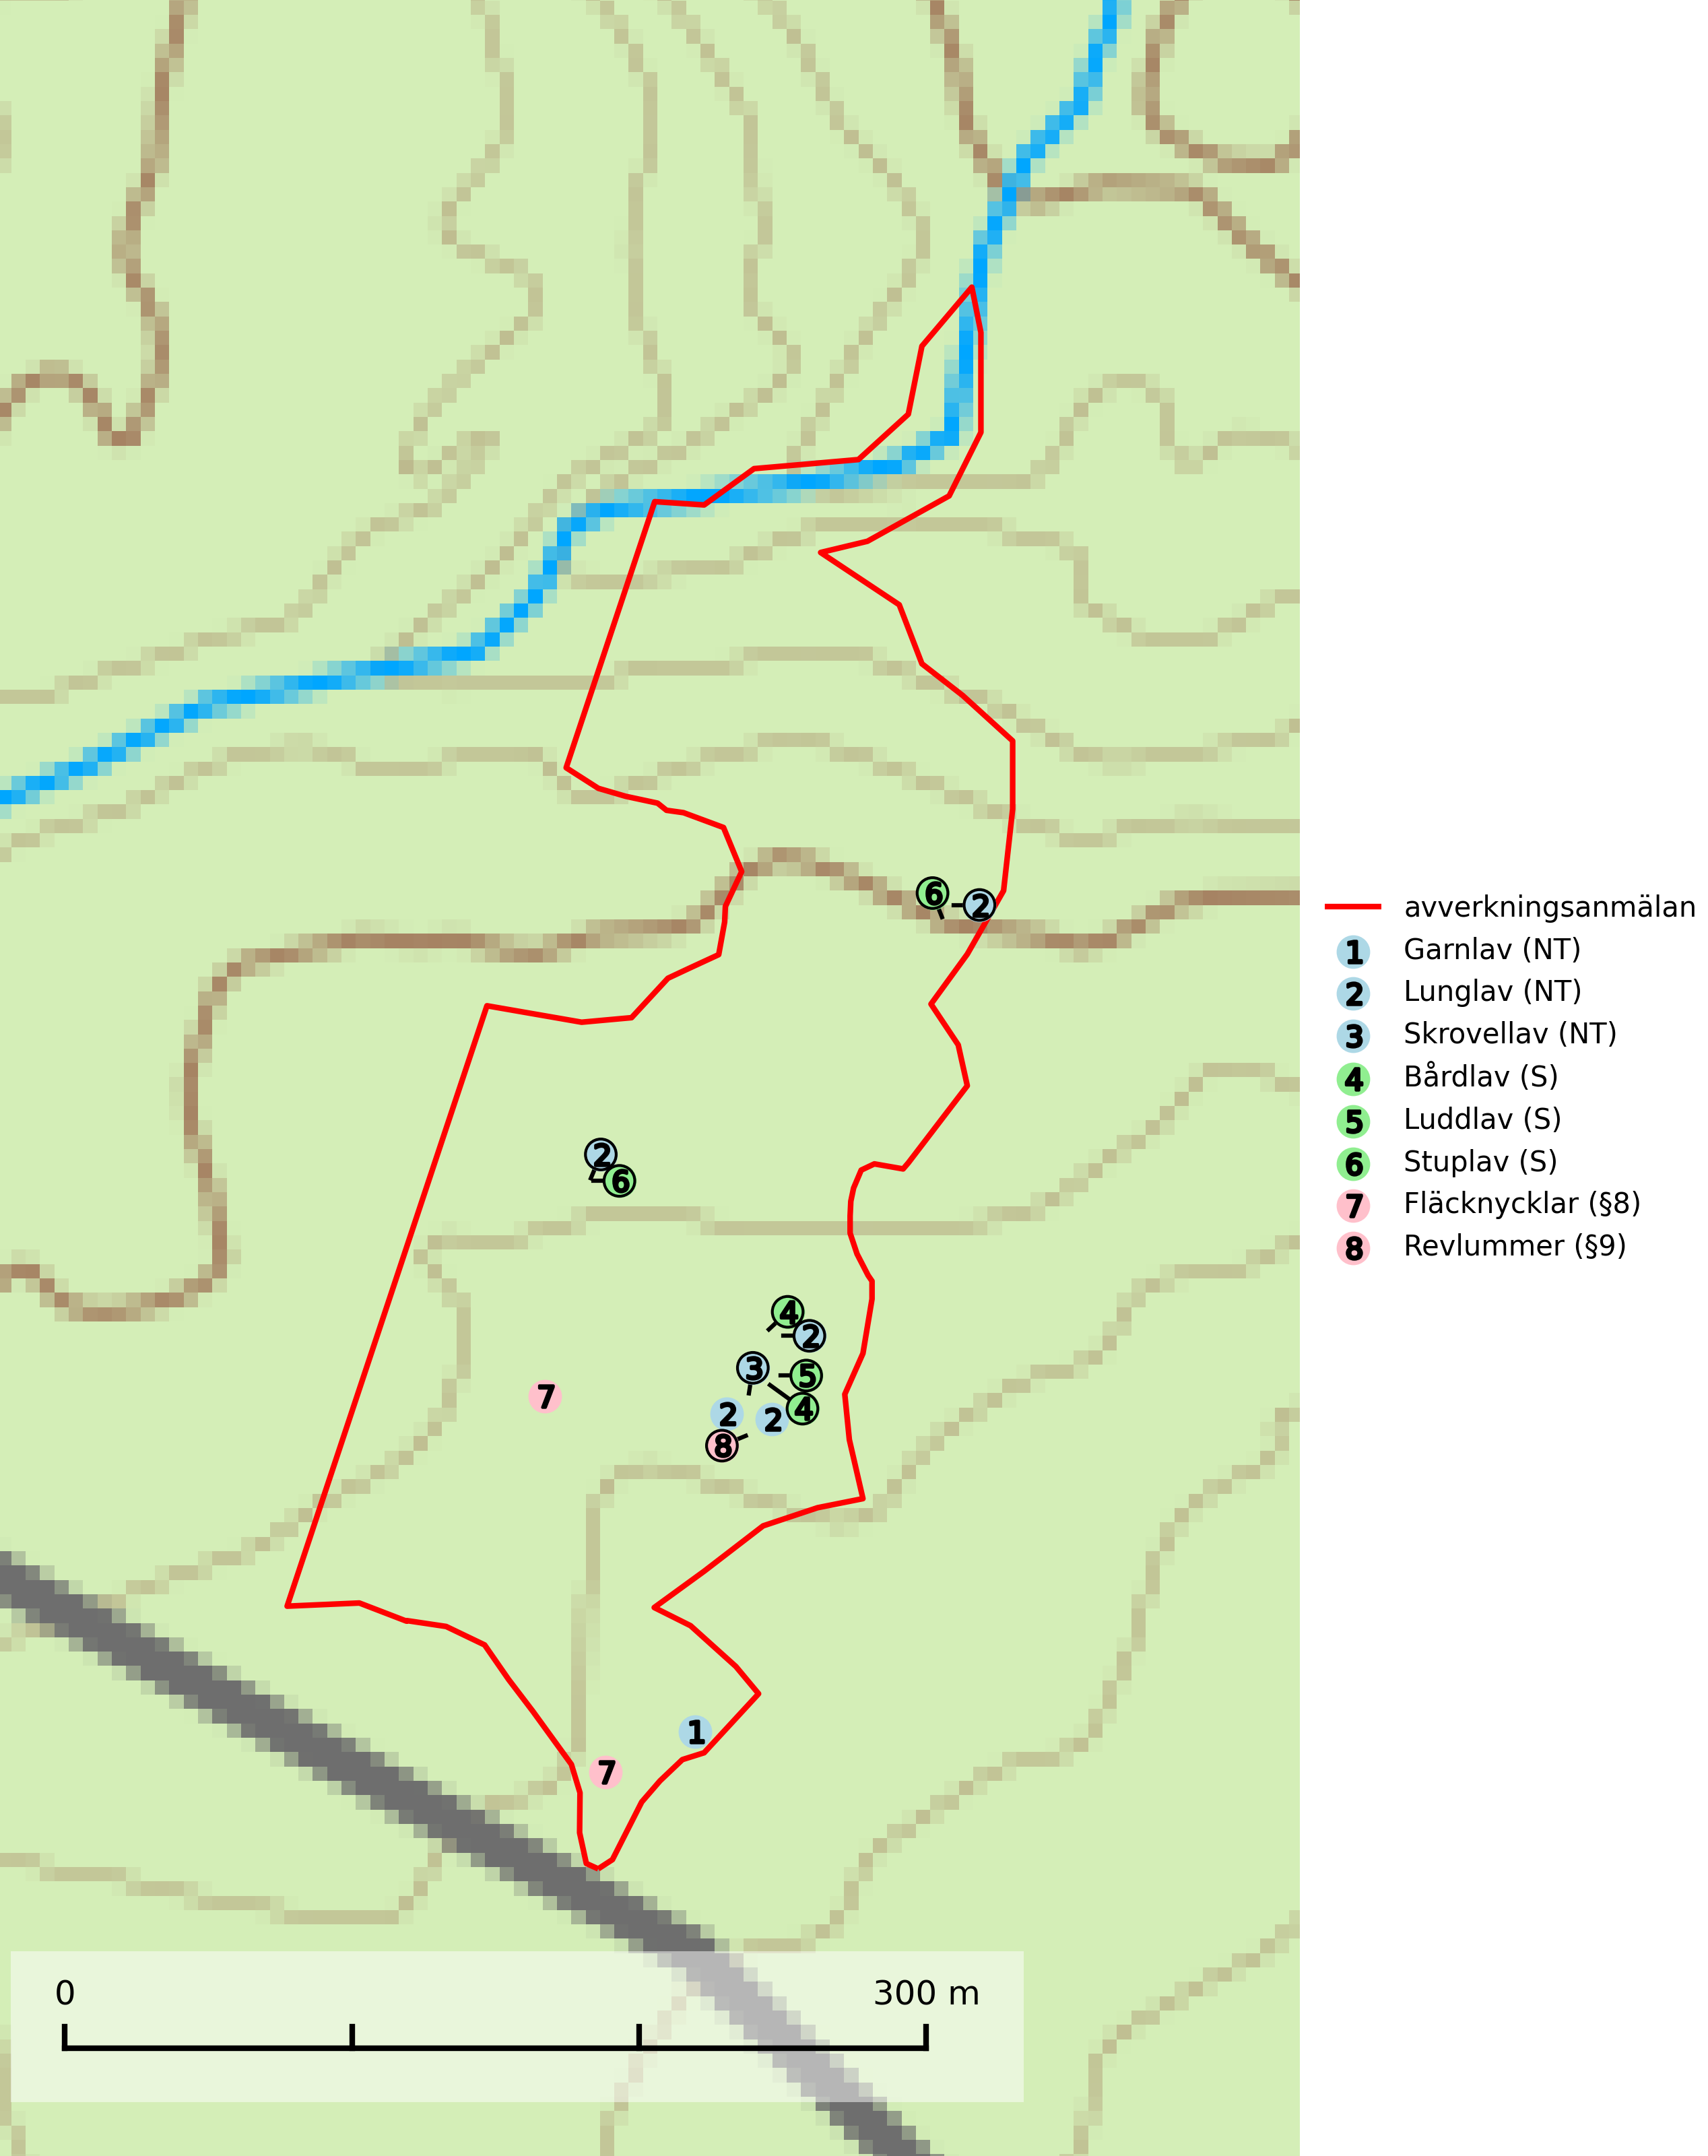 6
2
2
6
4
2
3
5
4
2
2
8
7
1
7
0
300 m
avverkningsanmälan
1 Garnlav (NT)
2 Lunglav (NT)
3 Skrovellav (NT)
4 Bårdlav (S)
5 Luddlav (S)
6 Stuplav (S)
7 Fläcknycklar (§8)
8 Revlummer (§9)